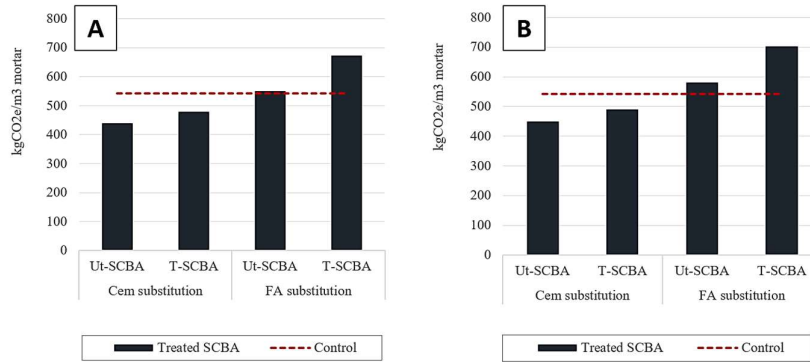 A
kgCO2e/m3 mortar
800
700
600
500
400
300
200
100
0
Ut-SCBA T-SCBA Ut-SCBA T-SCBA
Cem substitution FA substitution
Treated SCBA Control
B
kgCO2e/m3 mortar
800
700
600
500
400
300
200
100
0
Ut-SCBA T-SCBA Ut-SCBA T-SCBA
Cem substitution FA substitution
Treated SCBA Control